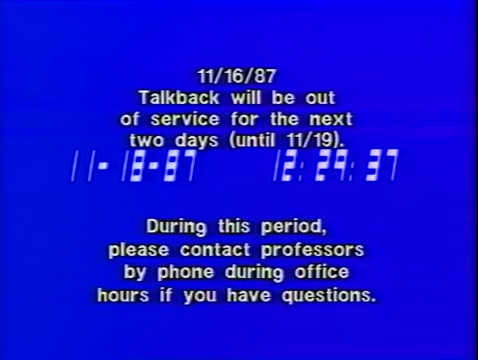 11/16/87
Talkback will be out
of service for the next
two days (until 11/19).
11-18-87 12:29:37
During this period,
please contact professors
by phone during office
hours if you have questions.